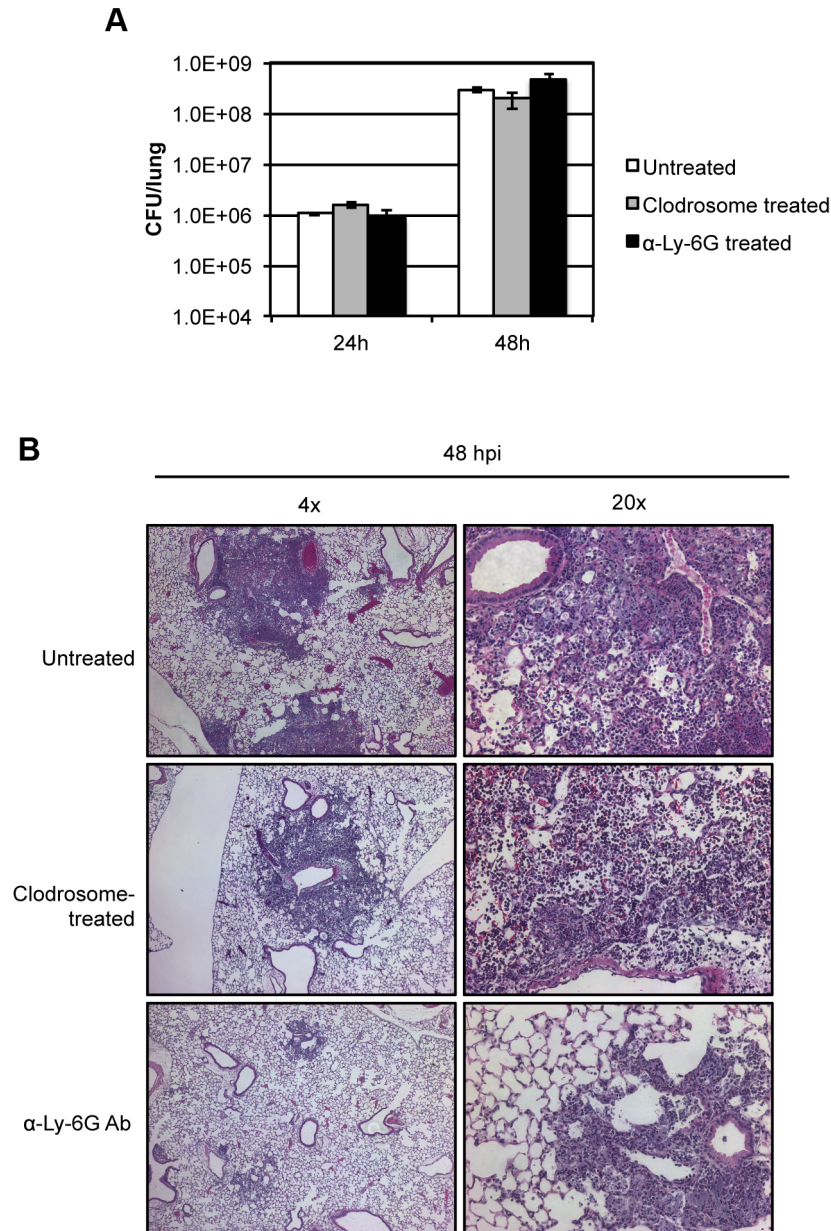 A
1.0E+09
1.0E+08
1.0E+07
1.0E+06
1.0E+05
1.0E+04
CFU/lung
24h
48h
Untreated
Clodrosome treated
α-Ly-6G treated
B
48 hpi
4x
20x
Untreated
Clodrosome-
treated
α-Ly-6G Ab